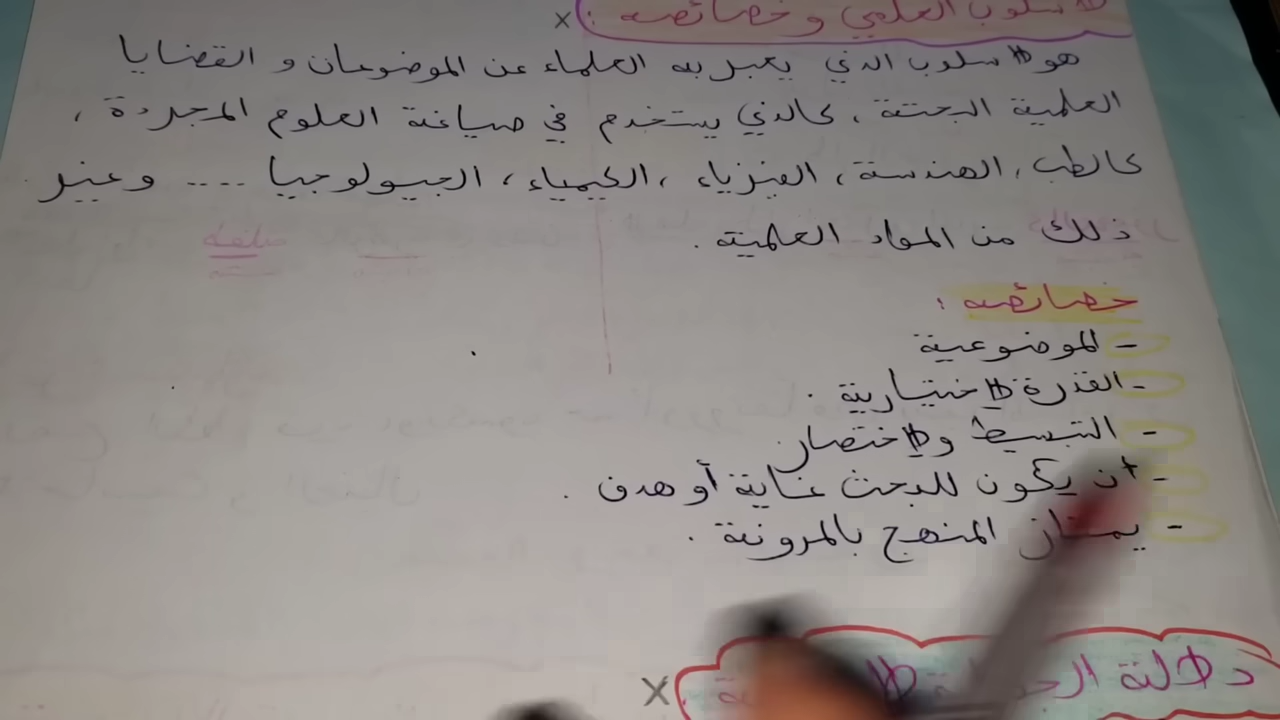 الأسلوب العلمي وخصائصه :
هو الأسلوب الذي يعبر به العلماء عن الموضوعات و القضايا
العلمية البحتة ، كالذي يستخدم في صياغة العلوم المجردة ،
كالطب ، الهندسة ، الفيزياء ، الكيمياء ، الجيولوجيا .... وغير
ذلك من المواد العلمية .
خصائصه :
- الموضوعية
- القدرة الاختيارية .
- التبسيط والاختصار
- أن يكون للبحث غاية أو هدف .
- يمتاز المنهج بالمرونة .
دلالة